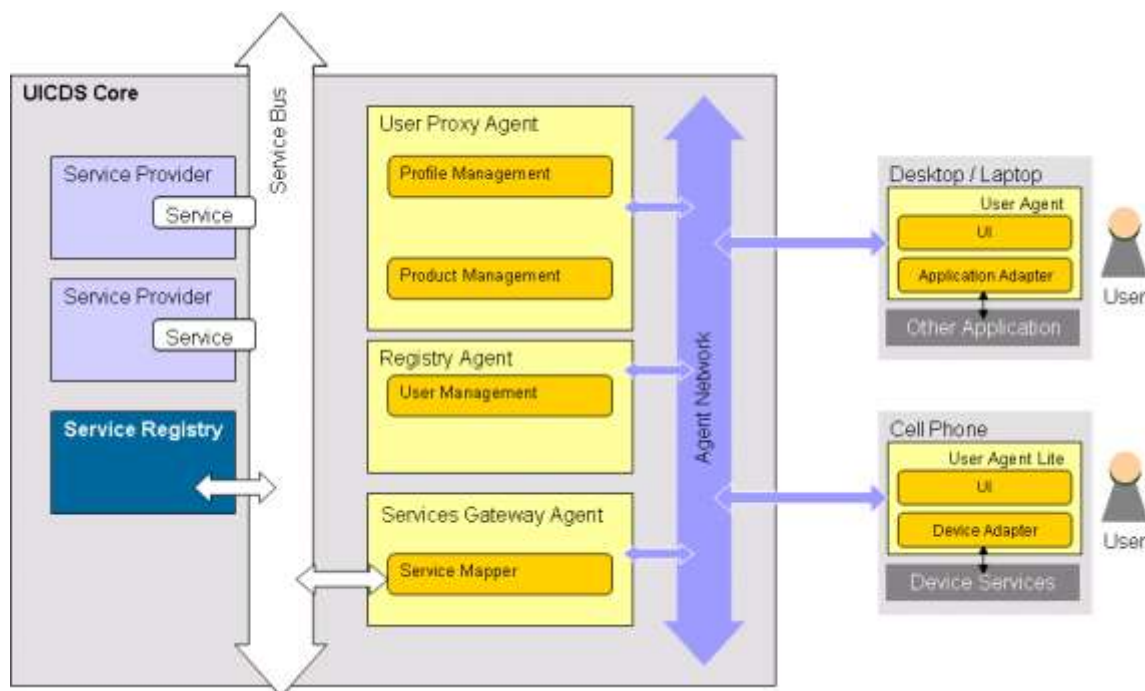 UICDS Core
Service Bus
Service Provider
Service
Service Provider
Service
Service Registry
User Proxy Agent
Profile Management
Product Management
Registry Agent
User Management
Services Gateway Agent
Service Mapper
Agent Network
Desktop / Laptop
User Agent
UI
Application Adapter
Other Application
User
Cell Phone
User Agent Lite
UI
Device Adapter
Device Services
User